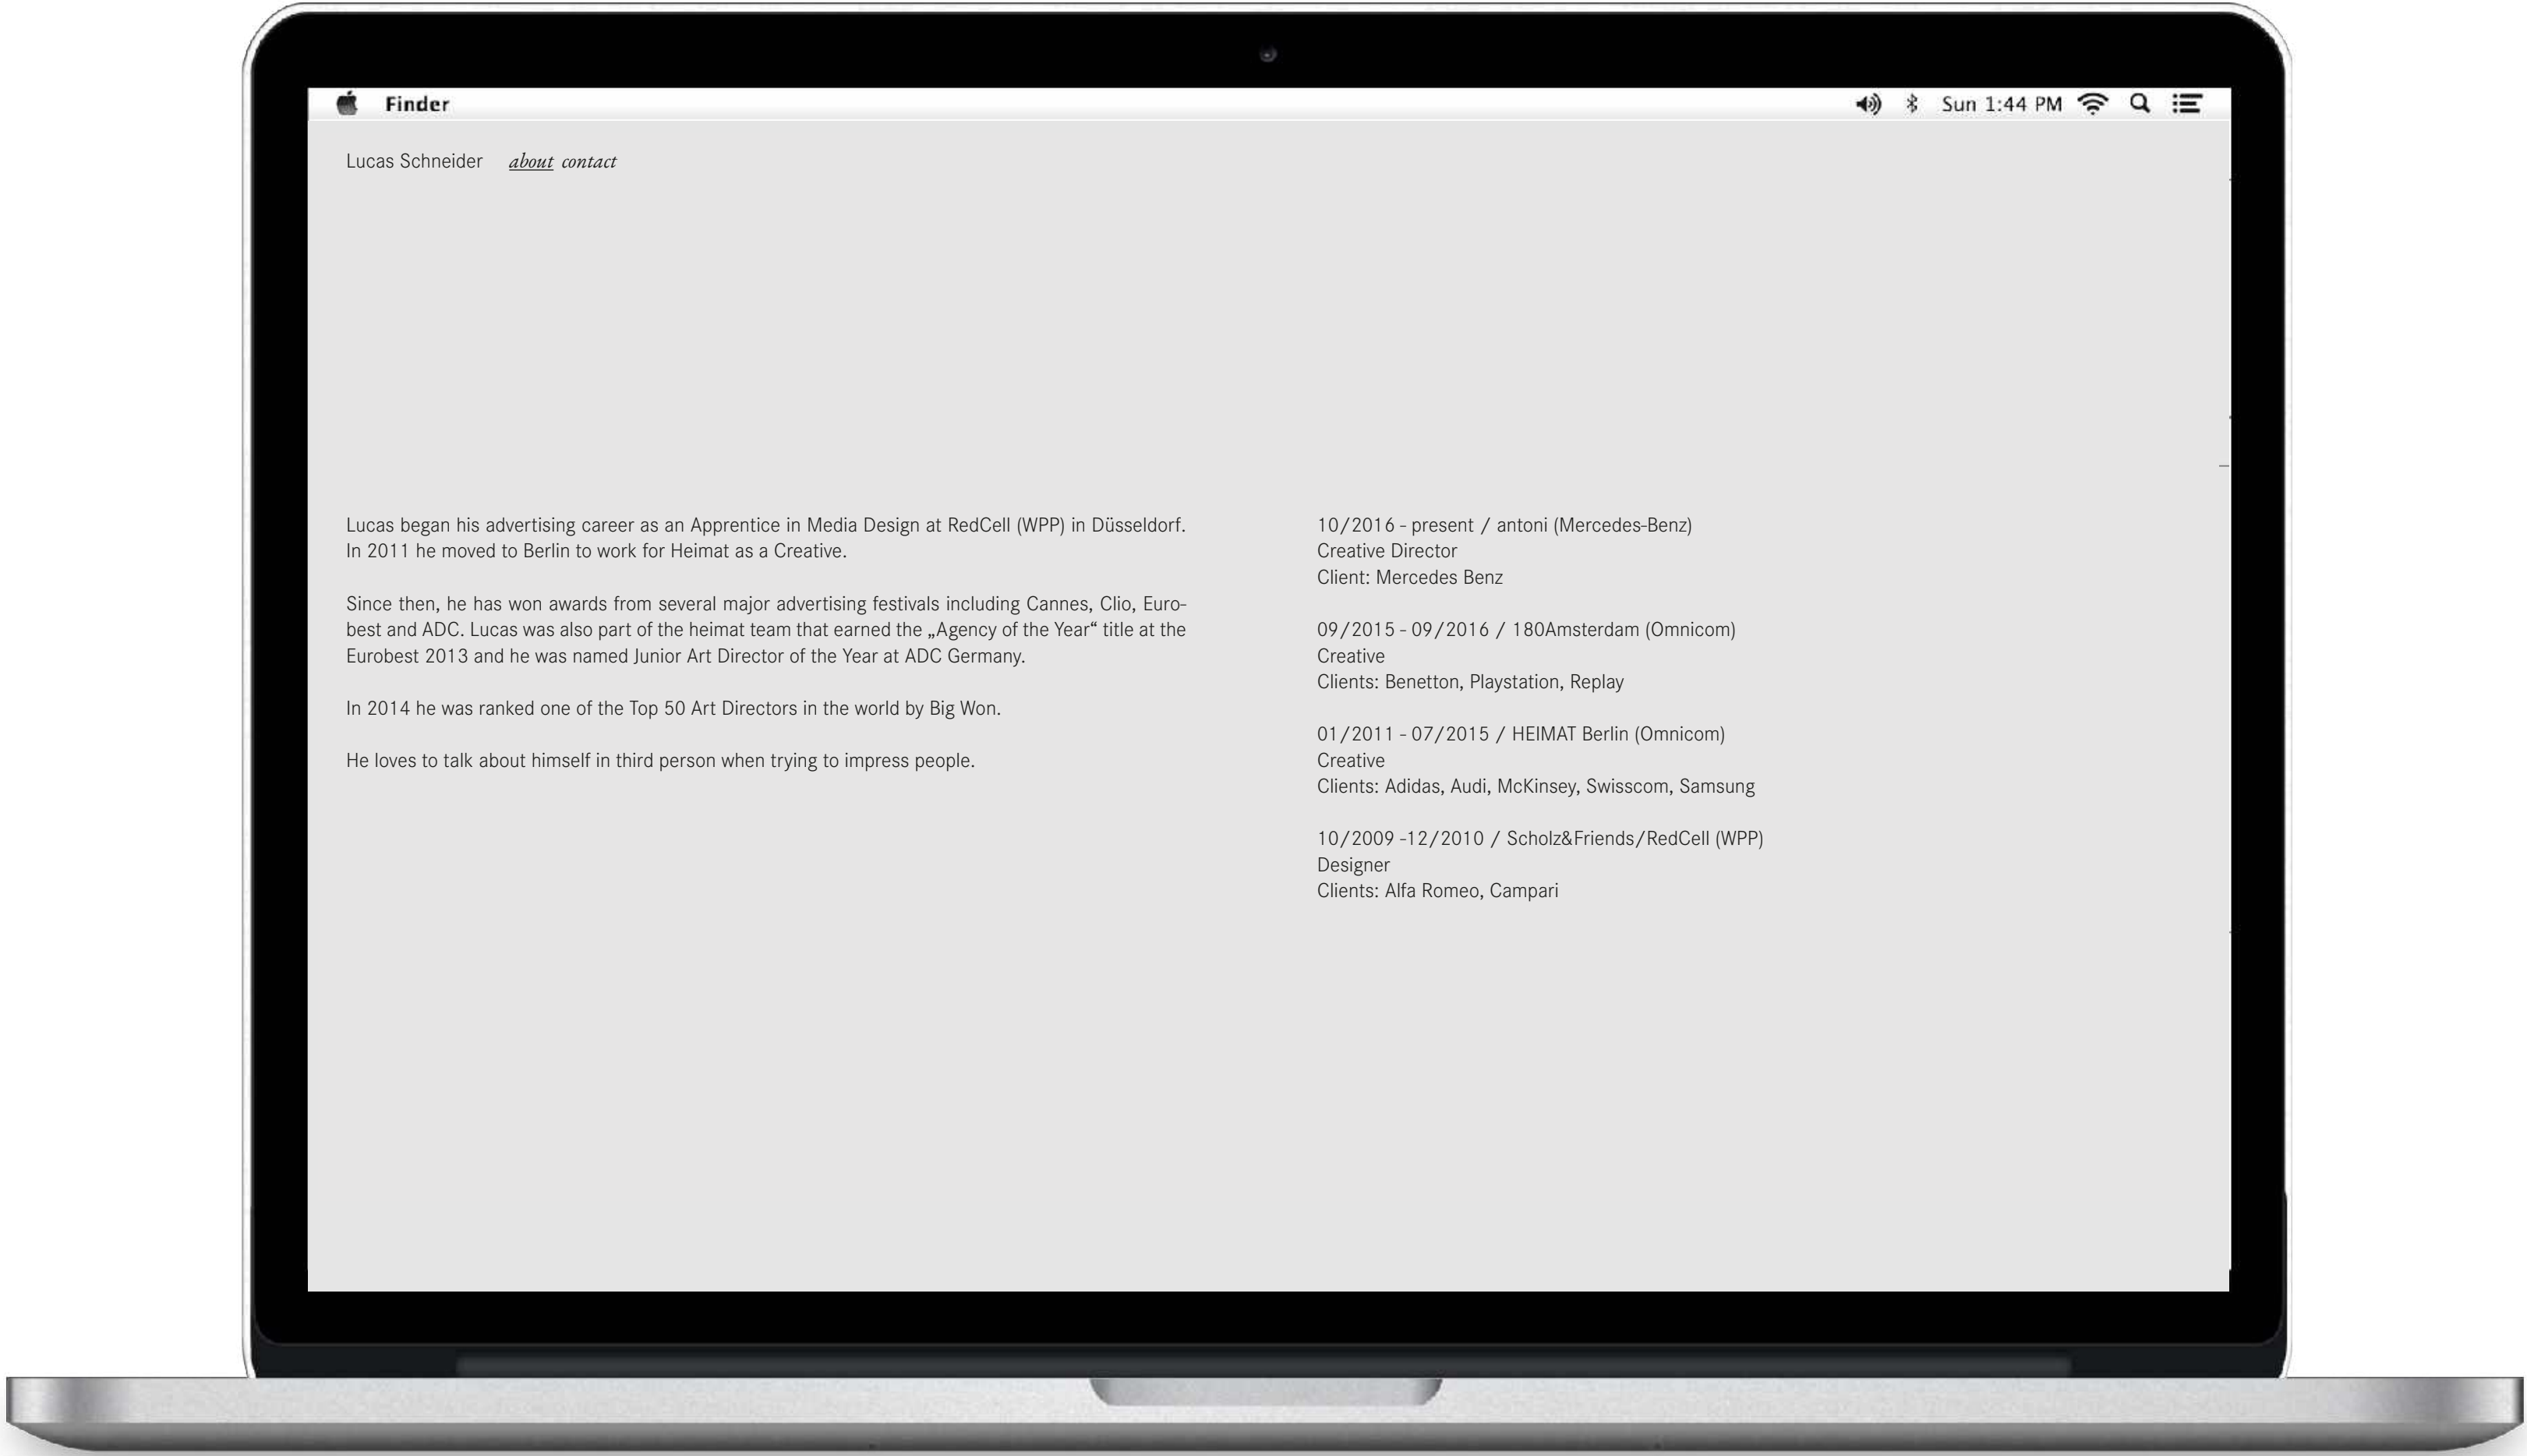 Finder
Sun 1:44 PM
Lucas Schneider about contact
Lucas began his advertising career as an Apprentice in Media Design at RedCell (WPP) in Düsseldorf.
In 2011 he moved to Berlin to work for Heimat as a Creative.
Since then, he has won awards from several major advertising festivals including Cannes, Clio, Euro-
best and ADC. Lucas was also part of the heimat team that earned the „Agency of the Year“ title at the
Eurobest 2013 and he was named Junior Art Director of the Year at ADC Germany.
In 2014 he was ranked one of the Top 50 Art Directors in the world by Big Won.
He loves to talk about himself in third person when trying to impress people.
10/2016 - present / antoni (Mercedes-Benz)
Creative Director
Client: Mercedes Benz
09/2015 - 09/2016 / 180Amsterdam (Omnicom)
Creative
Clients: Benetton, Playstation, Replay
01/2011 - 07/2015 / HEIMAT Berlin (Omnicom)
Creative
Clients: Adidas, Audi, McKinsey, Swisscom, Samsung
10/2009 -12/2010 / Scholz&Friends/RedCell (WPP)
Designer
Clients: Alfa Romeo, Campari